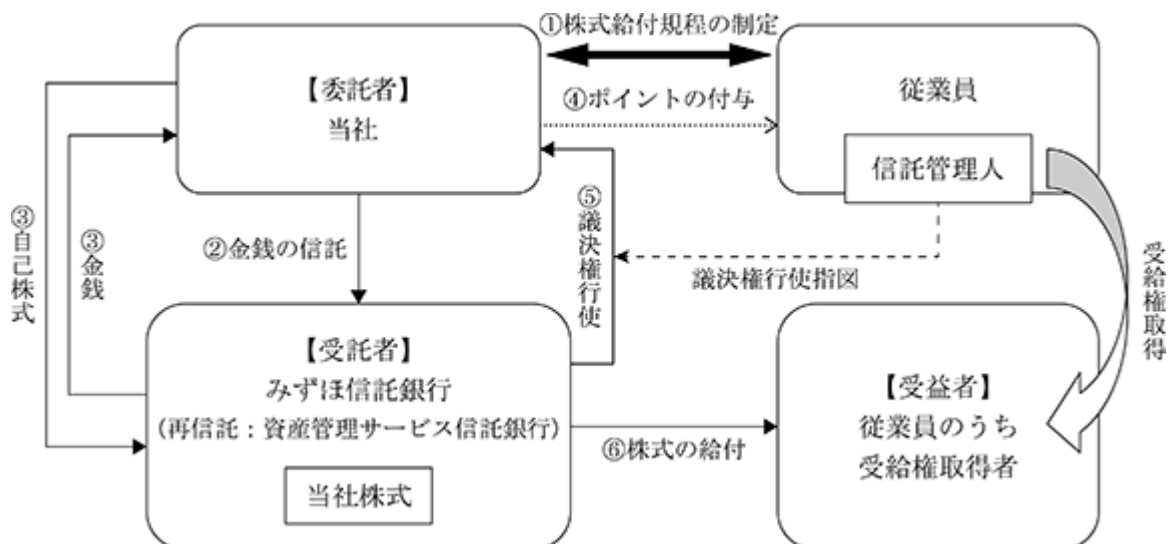 ①株式給付規程の制定
【委託者】
当社
④ポイントの付与
従業員
信託管理人
③自己株式
③金銭
②金銭の信託
⑤議決権行使
議決権行使指図
受給権取得
【受託者】
みずほ信託銀行
(再信託：資産管理サービス信託銀行)
当社株式
⑥株式の給付
【受益者】
従業員のうち
受給権取得者